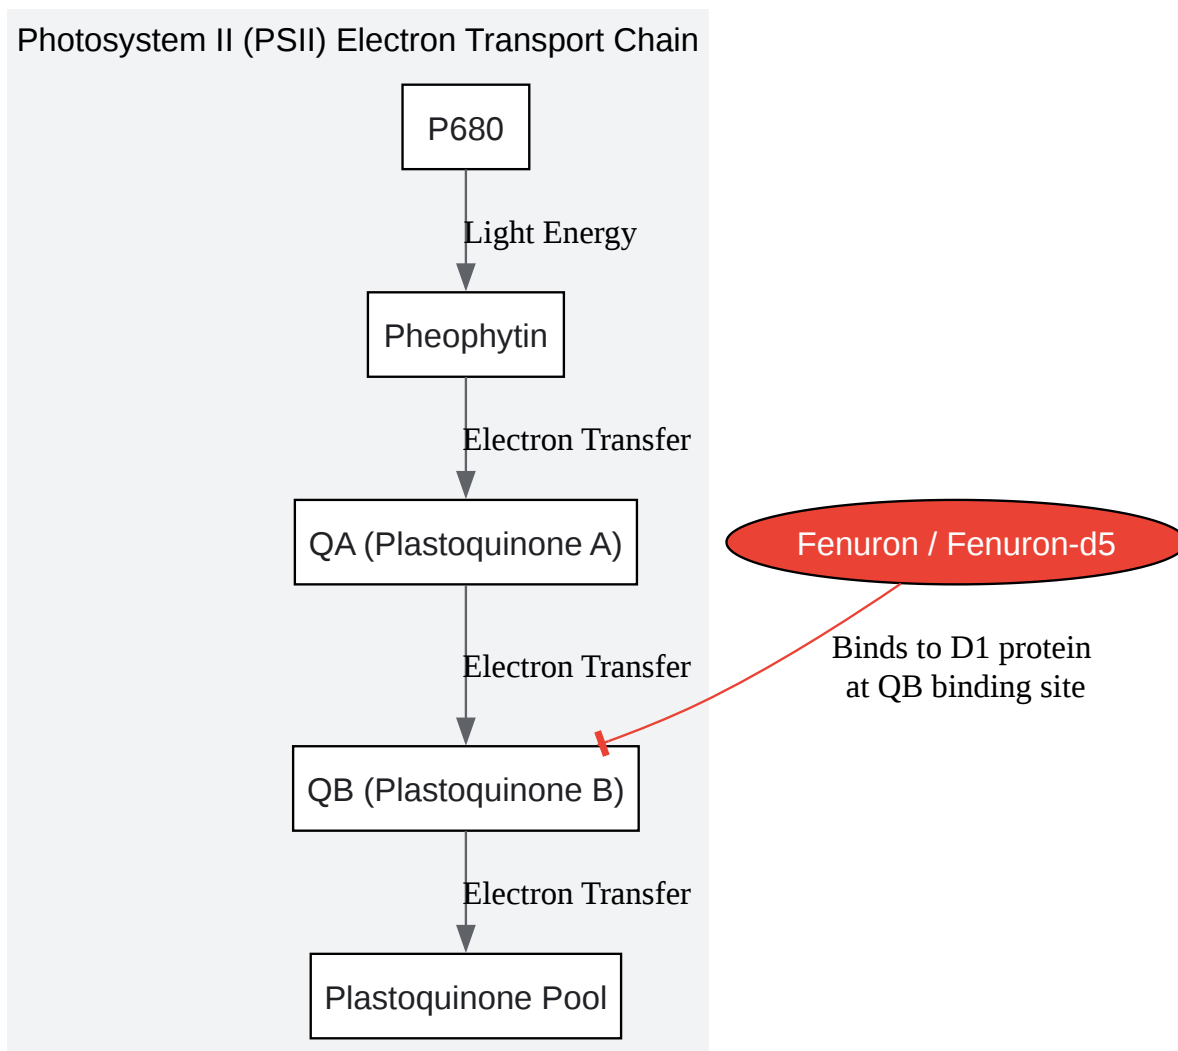 Photosystem II (PSII) Electron Transport Chain
P680
Light Energy
Pheophytin
Electron Transfer
QA (Plastoquinone A)
Fenuron / Fenuron-d5
Electron Transfer
Binds to D1 protein
at QB binding site
QB (Plastoquinone B)
Electron Transfer
Plastoquinone Pool